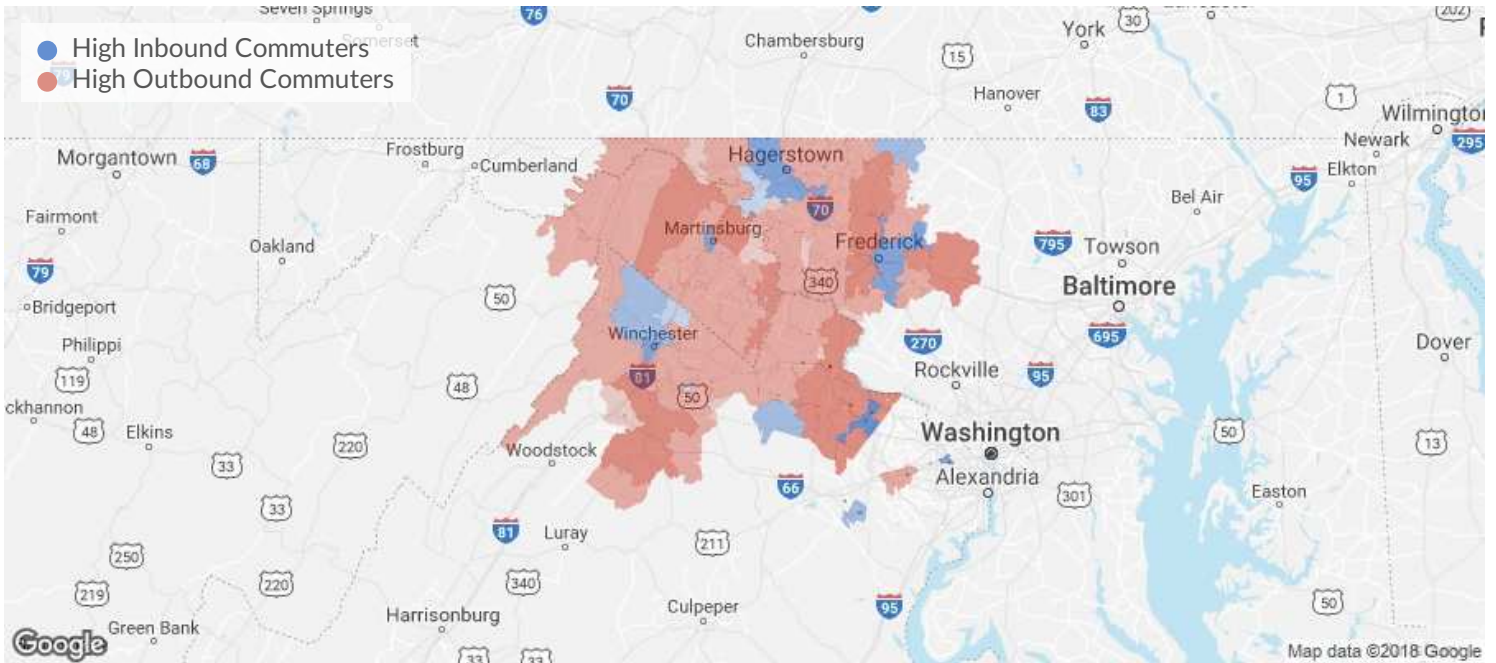 High Inbound Commuters
High Outbound Commuters
Seven Springs
Somerset
76
30
202
York
Chambersburg
15
79
70
Hanover
83
1
Wilmington
Newark
295
Morgantown
68
Frostburg
Cumberland
Hagerstown
Elkton
95
Bel Air
Fairmont
70
Oakland
Martinsburg
Frederick
795
Towson
79
340
Baltimore
Bridgeport
50
Winchester
270
695
Dover
Philippi
119
81
Rockville
95
48
50
ckhannon
48
Elkins
220
Washington
50
13
33
Woodstock
Alexandria
66
301
Easton
33
81
Luray
211
250
220
340
219
Harrisonburg
Culpeper
95
50
Green Bank
33
33
Google
Map data ©2018 Google